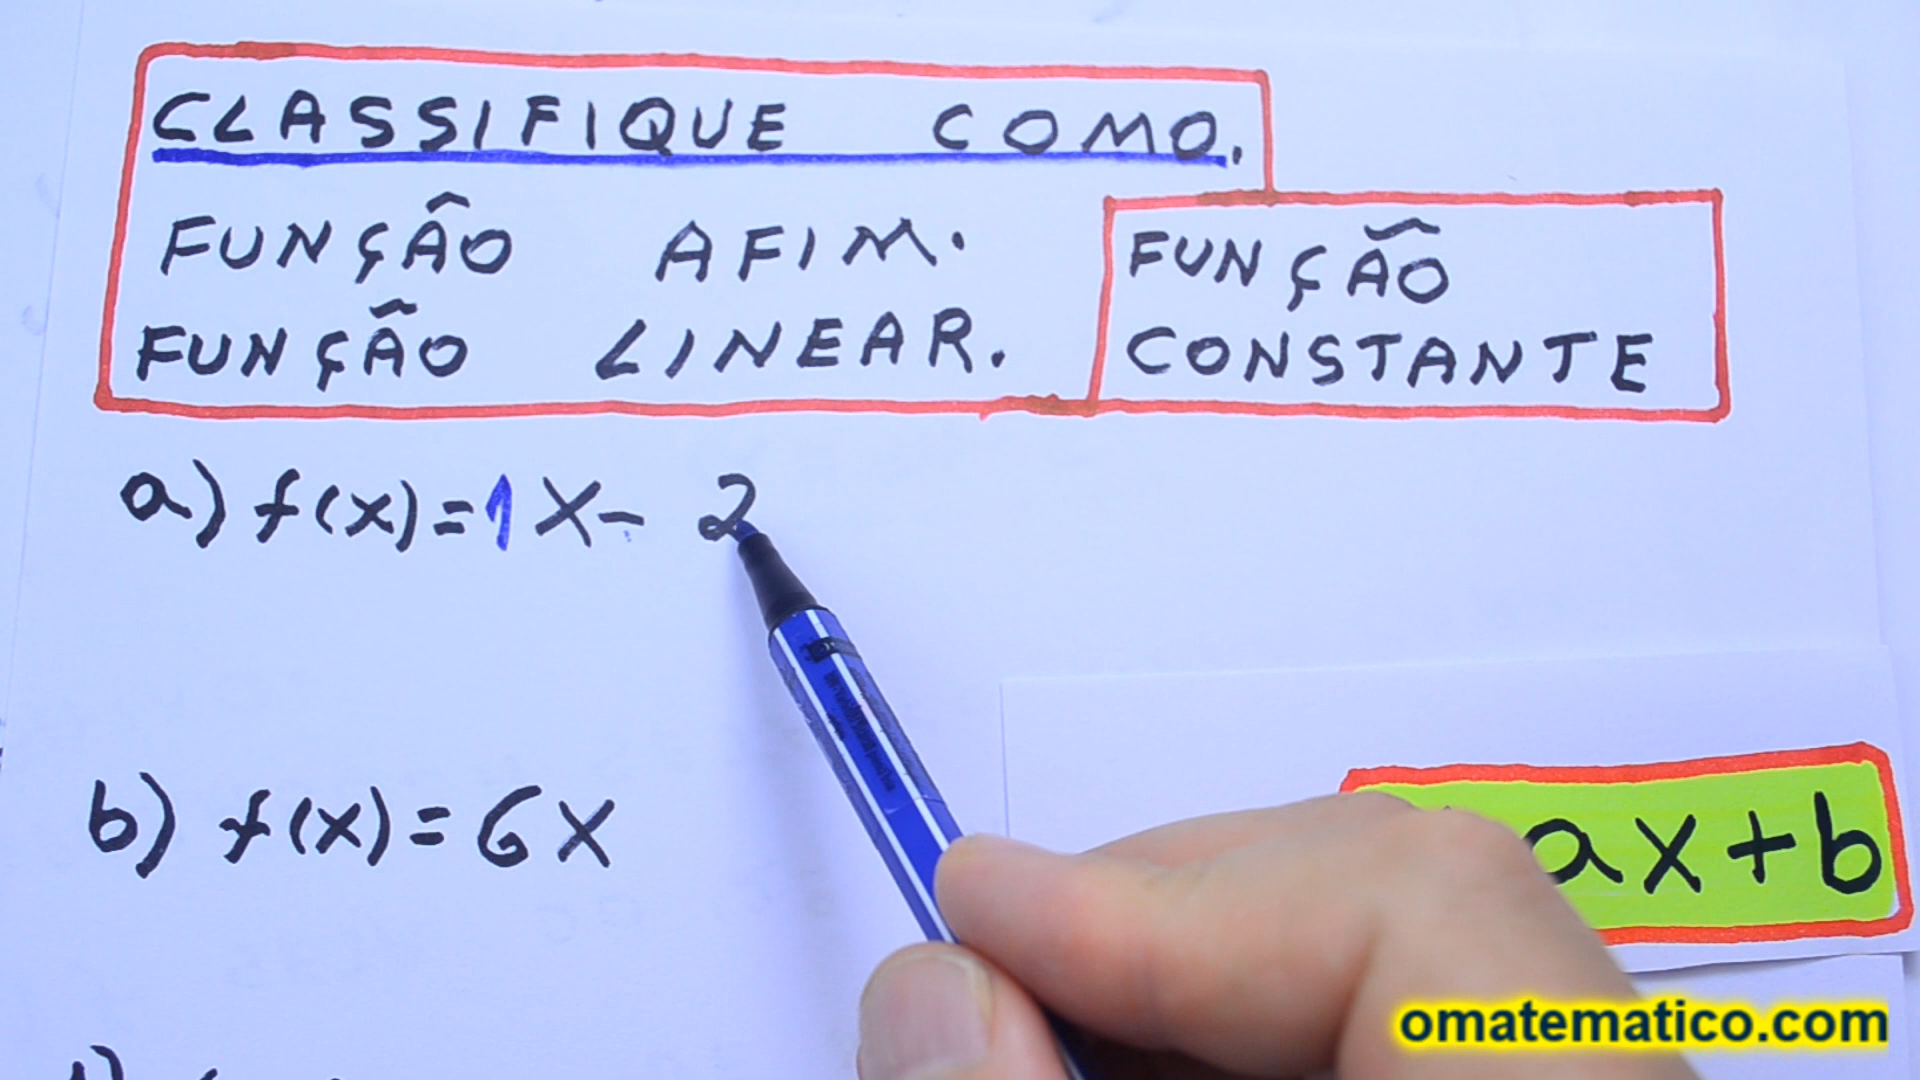 CLASSIFIQUE COMO.
FUNÇÃO AFIM.
FUNÇÃO LINEAR.
FUNÇÃO
CONSTANTE
a) f(x)=1x- 2
b) f(x)=6x
ax+b
omatematico.com